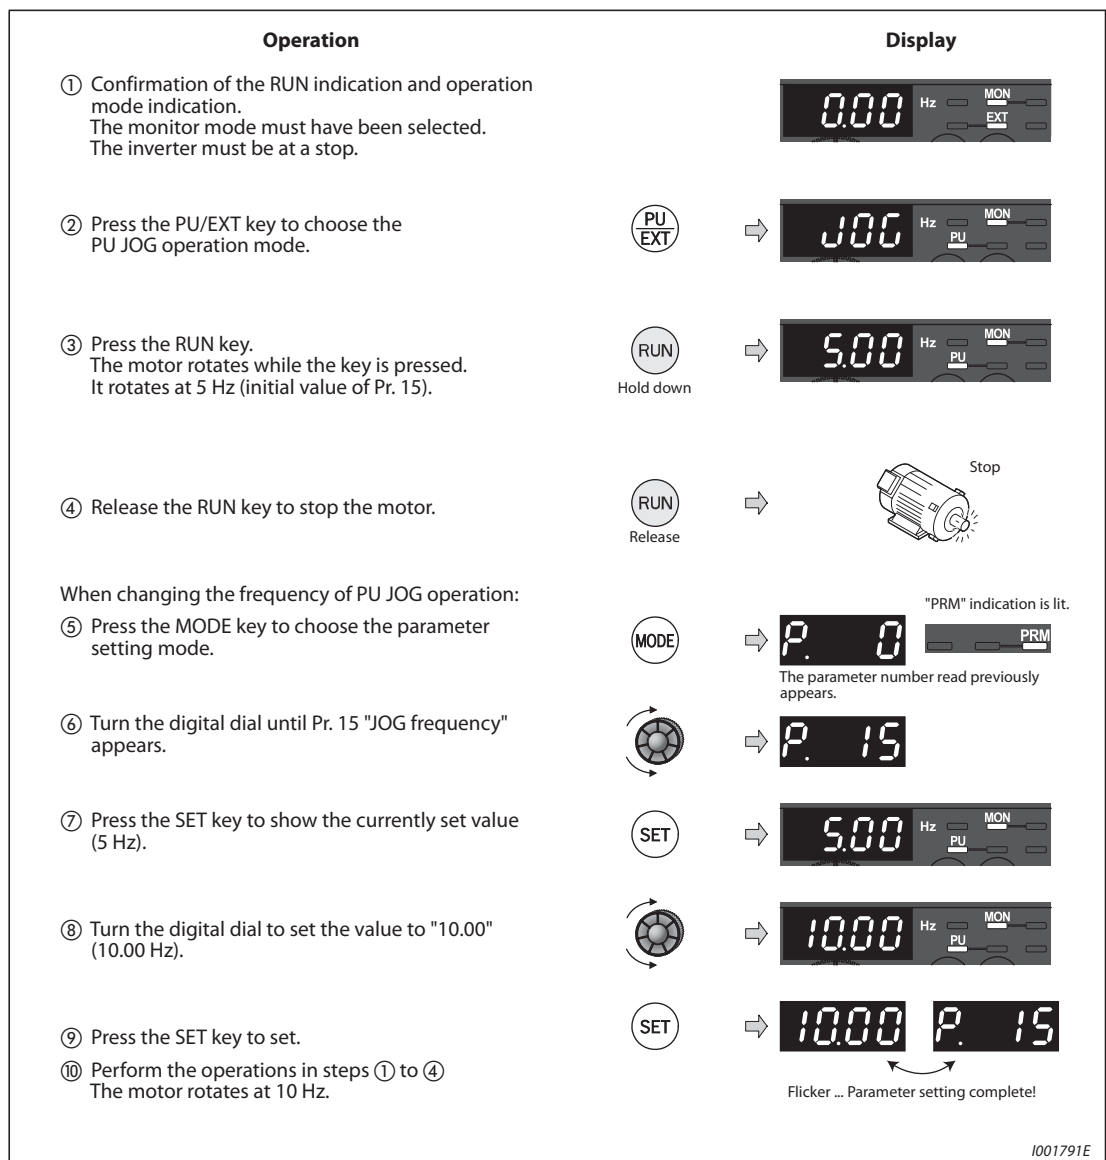 Operation
Display
① Confirmation of the RUN indication and operation
mode indication.
The monitor mode must have been selected.
The inverter must be at a stop.
0.00 Hz MON
EXT
② Press the PU/EXT key to choose the
PU JOG operation mode.
PU
EXT
JOG Hz MON
PU
③ Press the RUN key.
The motor rotates while the key is pressed.
It rotates at 5 Hz (initial value of Pr. 15).
RUN
Hold down
5.00 Hz MON
PU
④ Release the RUN key to stop the motor.
RUN
Release
Stop
When changing the frequency of PU JOG operation:
⑤ Press the MODE key to choose the parameter
setting mode.
MODE
P. 0
"PRM" indication is lit.
PRM
The parameter number read previously
appears.
⑥ Turn the digital dial until Pr. 15 "JOG frequency"
appears.
P. 15
⑦ Press the SET key to show the currently set value
(5 Hz).
SET
5.00 Hz MON
PU
⑧ Turn the digital dial to set the value to "10.00"
(10.00 Hz).
10.00 Hz MON
PU
⑨ Press the SET key to set.
SET
10.00 P. 15
⑩ Perform the operations in steps ① to ④
The motor rotates at 10 Hz.
Flicker ... Parameter setting complete!
I001791E